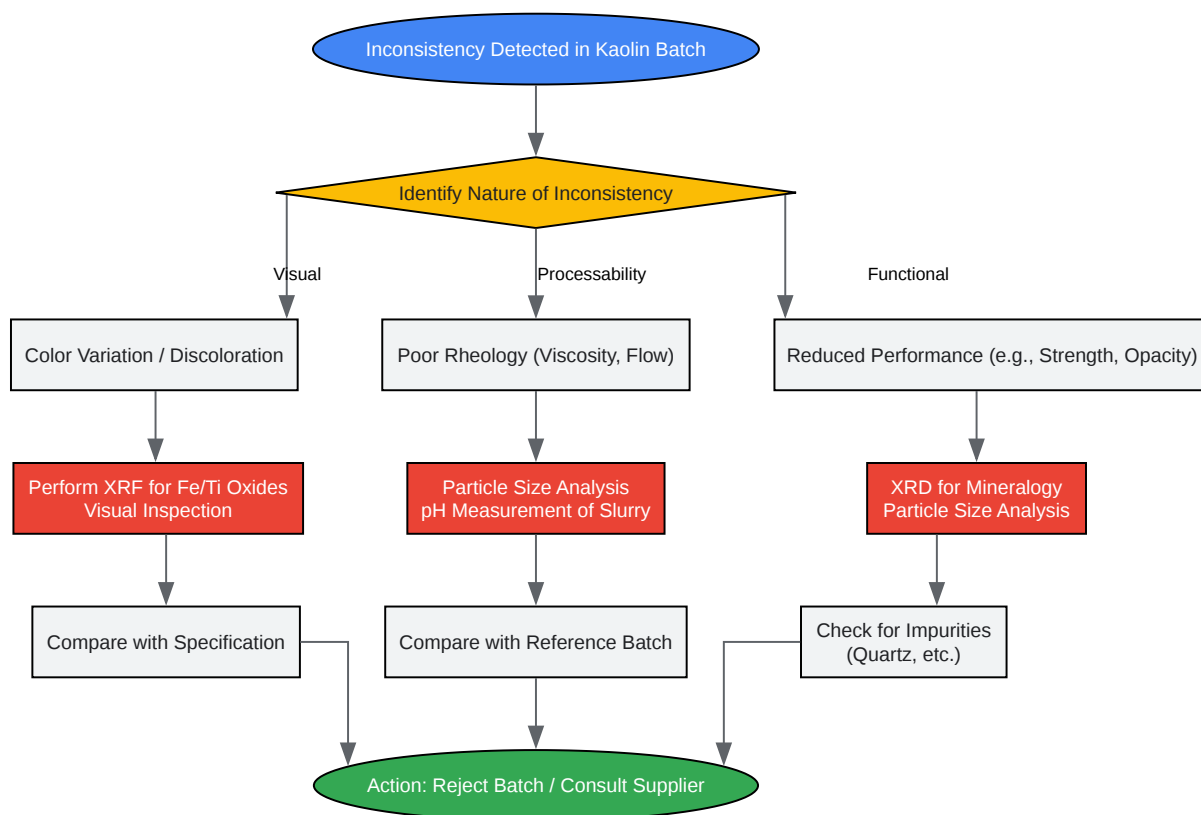 Inconsistency Detected in Kaolin Batch
Identify Nature of Inconsistency
Visual
Processability
Functional
Color Variation / Discoloration
Poor Rheology (Viscosity, Flow)
Reduced Performance (e.g., Strength, Opacity)
Perform XRF for Fe/Ti Oxides
Visual Inspection
Particle Size Analysis
pH Measurement of Slurry
XRD for Mineralogy
Particle Size Analysis
Compare with Specification
Compare with Reference Batch
Check for Impurities
(Quartz, etc.)
Action: Reject Batch / Consult Supplier